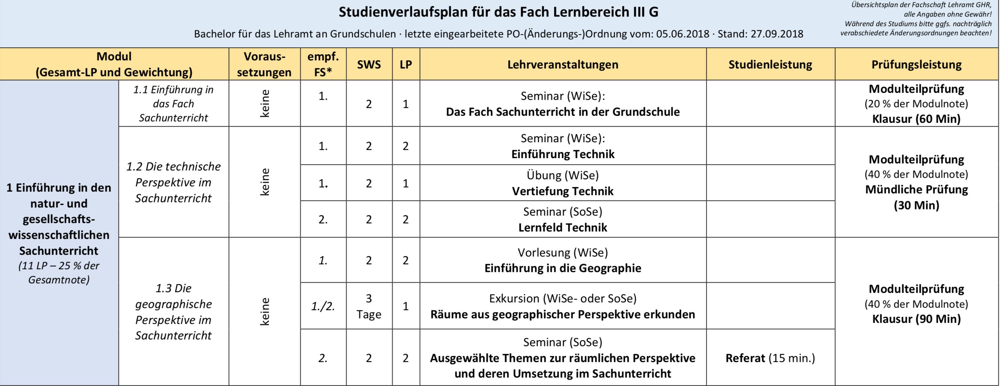 Studienverlaufsplan für das Fach Lernbereich III G
Bachelor für das Lehramt an Grundschulen · letzte eingearbeitete PO-(Änderungs-)Ordnung vom: 05.06.2018 · Stand: 27.09.2018
Übersichtsplan der Fachschaft Lehramt GHR,
alle Angaben ohne Gewähr!
Während des Studiums bitte ggfs. nachträglich
verabschiedete Änderungsordnungen beachten!
Modul
(Gesamt-LP und Gewichtung)
Voraus-
setzungen
empf.
FS*
SWS
LP
Lehrveranstaltungen
Studienleistung
Prüfungsleistung
1 Einführung in den
natur- und
gesellschafts-
wissenschaftlichen
Sachunterricht
(11 LP – 25 % der
Gesamtnote)
1.1 Einführung in
das Fach
Sachunterricht
keine
1.
2
1
Seminar (WiSe):
Das Fach Sachunterricht in der Grundschule
Modulteilprüfung
(20 % der Modulnote)
Klausur (60 Min)
1.2 Die technische
Perspektive im
Sachunterricht
keine
1.
2
2
Seminar (WiSe):
Einführung Technik
1.
2
1
Übung (WiSe)
Vertiefung Technik
2.
2
2
Seminar (SoSe)
Lernfeld Technik
Modulteilprüfung
(40 % der Modulnote)
Mündliche Prüfung
(30 Min)
1.3 Die
geographische
Perspektive im
Sachunterricht
keine
1.
2
2
Vorlesung (WiSe)
Einführung in die Geographie
1./2.
3
Tage
1
Exkursion (WiSe- oder SoSe)
Räume aus geographischer Perspektive erkunden
2.
2
2
Seminar (SoSe)
Ausgewählte Themen zur räumlichen Perspektive
und deren Umsetzung im Sachunterricht
Referat (15 min.)
Modulteilprüfung
(40 % der Modulnote)
Klausur (90 Min)